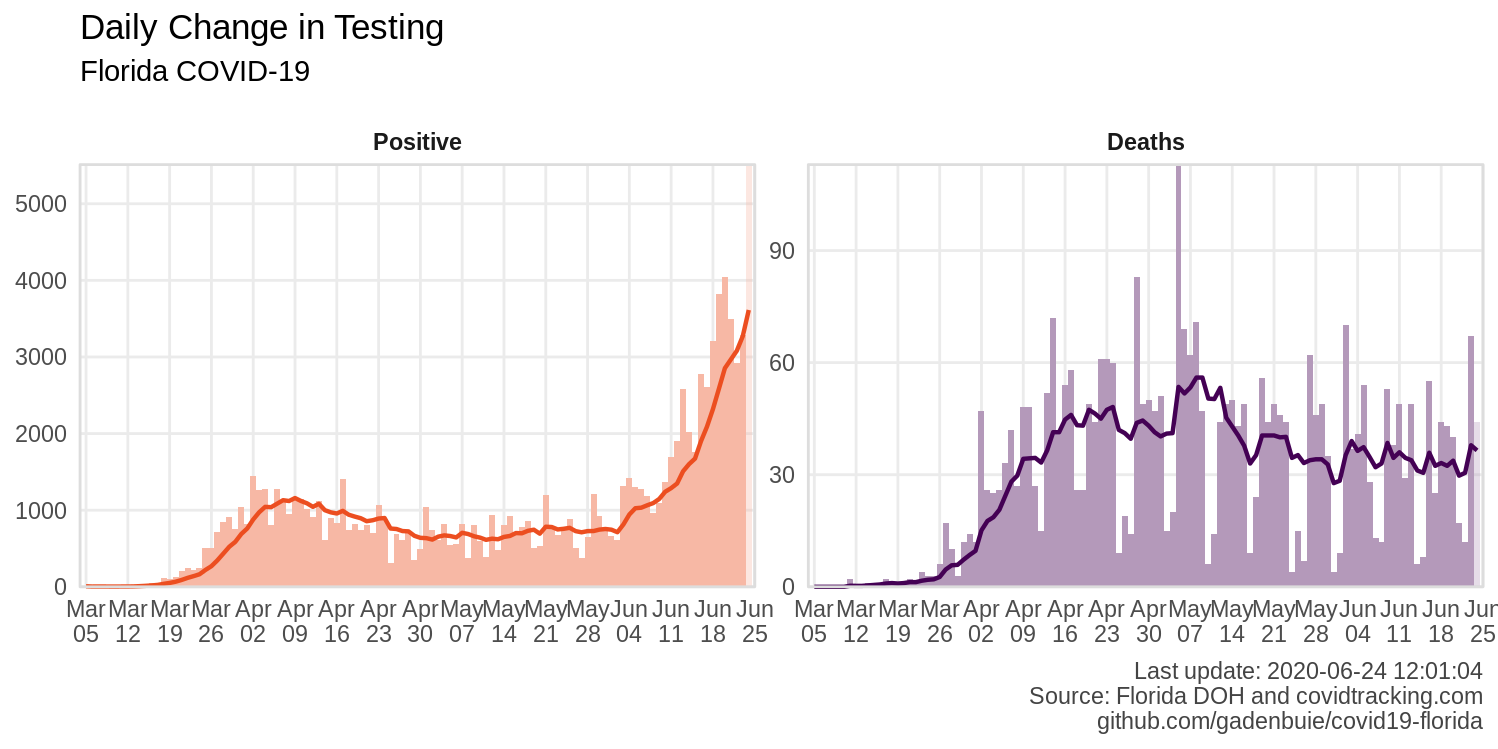 Daily Change in Testing
Florida COVID-19
Positive
Deaths
5000
4000
3000
2000
1000
0
90
60
30
0
Mar Mar Mar Mar Apr Apr Apr Apr Apr May May May May Jun Jun Jun Jun
05 12 19 26 02 09 16 23 30 07 14 21 28 04 11 18 25
Mar Mar Mar Mar Apr Apr Apr Apr Apr May May May May Jun Jun Jun Jun
05 12 19 26 02 09 16 23 30 07 14 21 28 04 11 18 25
Last update: 2020-06-24 12:01:04
Source: Florida DOH and covidtracking.com
github.com/gadenbuie/covid19-florida